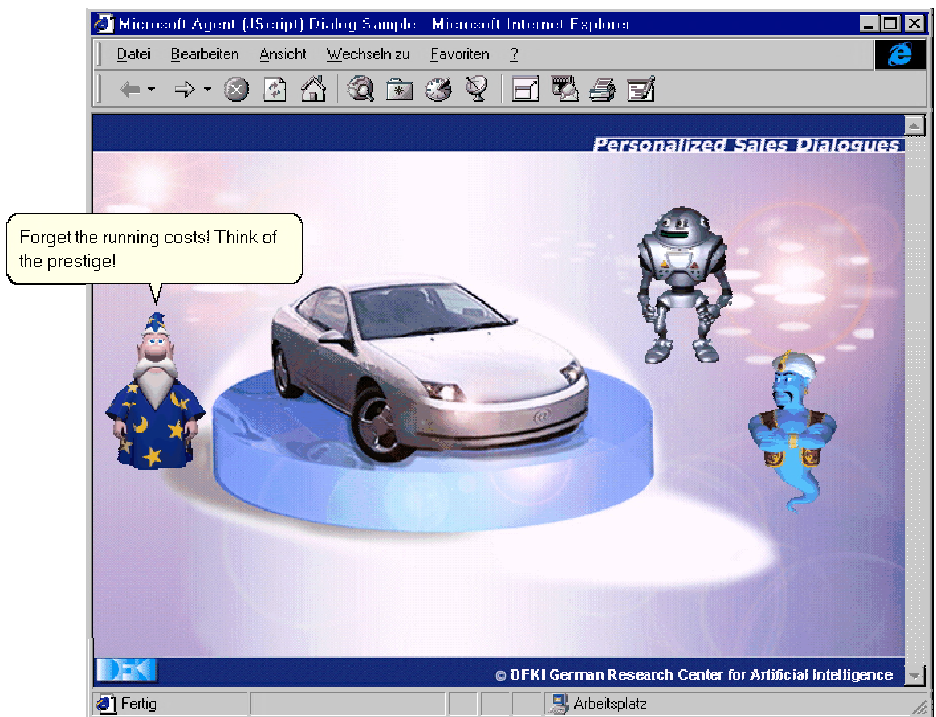 Microsoft Agent (JScript) Dialog Sample - Microsoft Internet Explorer
Datei Bearbeiten Ansicht Wechseln zu Favoriten ?
Personalized Sales Dialogues
Forget the running costs! Think of
the prestige!
@
DFKI
© DFKI German Research Center for Artificial Intelligence
Fertig Arbeitsplatz